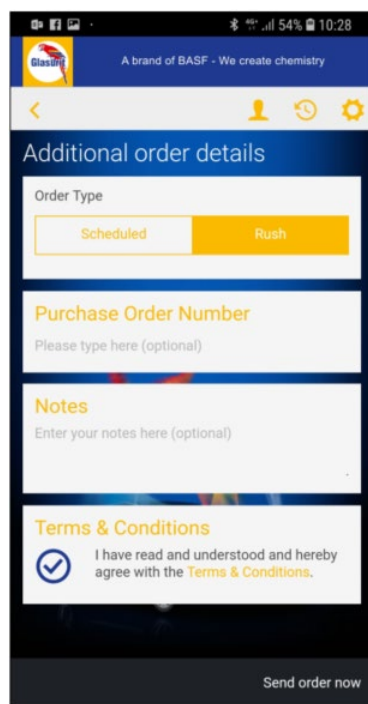 54% 10:28
Glasurit
A brand of BASF - We create chemistry
Additional order details
Order Type
Scheduled
Rush
Purchase Order Number
Please type here (optional)
Notes
Enter your notes here (optional)
Terms & Conditions
I have read and understood and hereby
agree with the Terms & Conditions.
Send order now